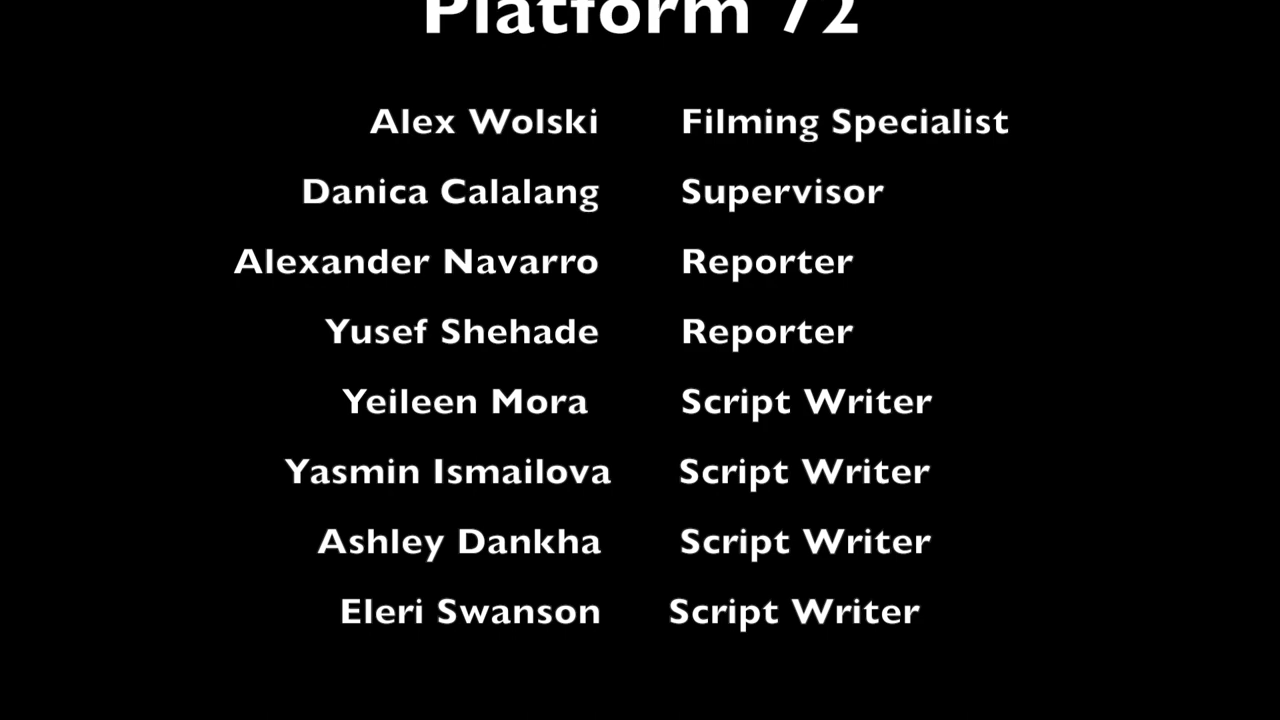 Platform 72
Alex Wolski Filming Specialist
Danica Calalang Supervisor
Alexander Navarro Reporter
Yusef Shehade Reporter
Yeileen Mora Script Writer
Yasmin Ismailova Script Writer
Ashley Dankha Script Writer
Eleri Swanson Script Writer